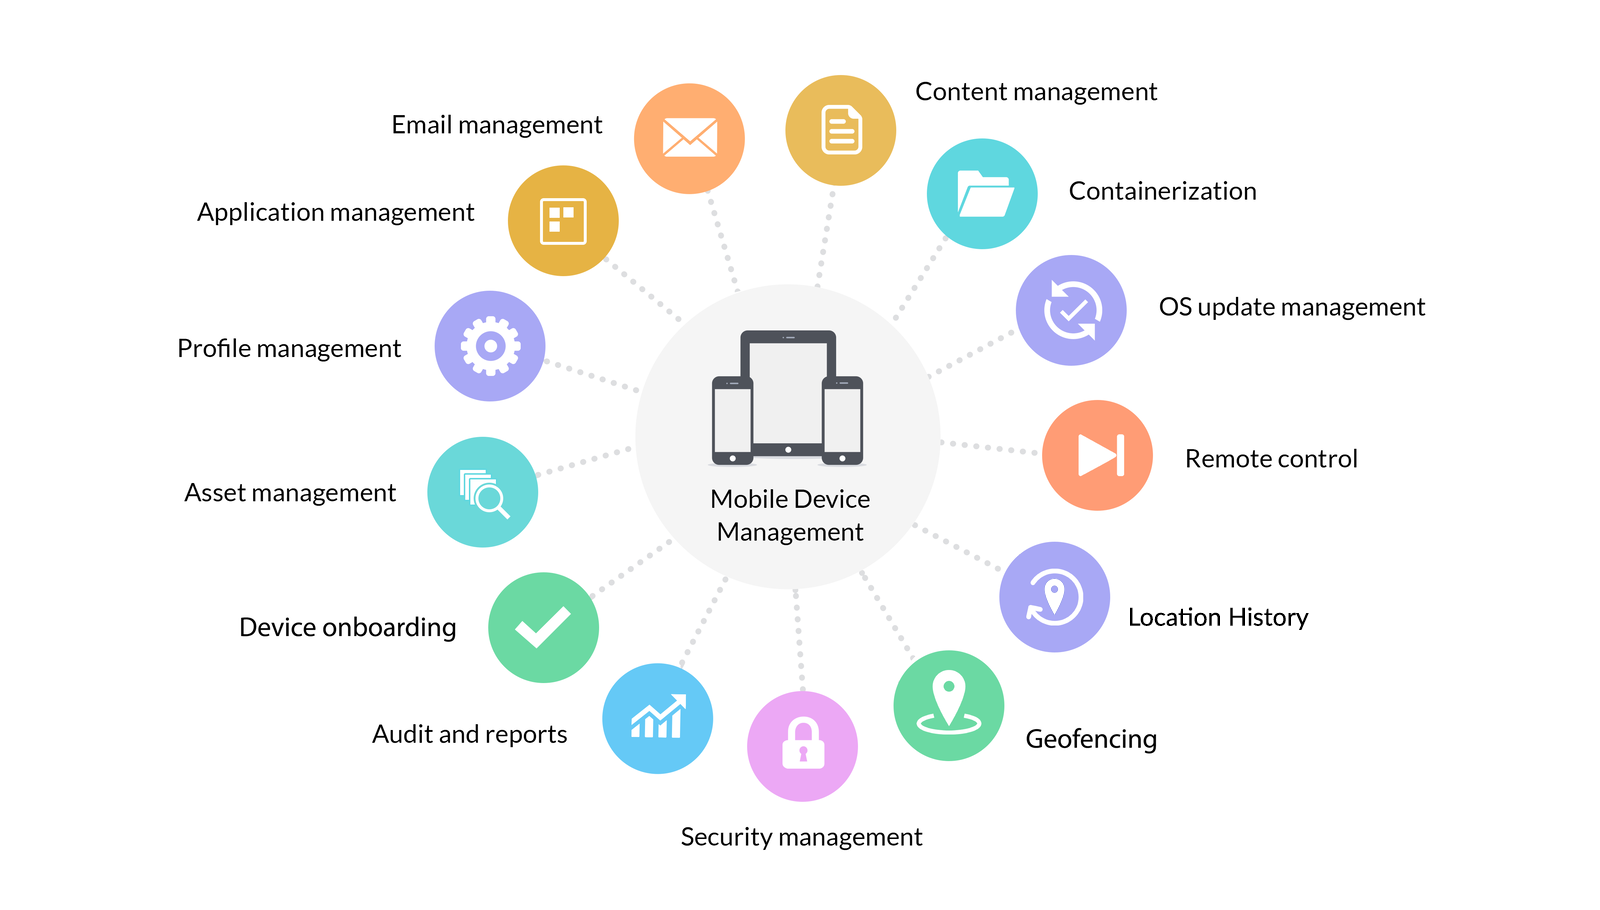 Content management
Email management
Containerization
Application management
OS update management
Profile management
Remote control
Asset management
Mobile Device
Management
Location History
Device onboarding
Audit and reports
Geofencing
Security management